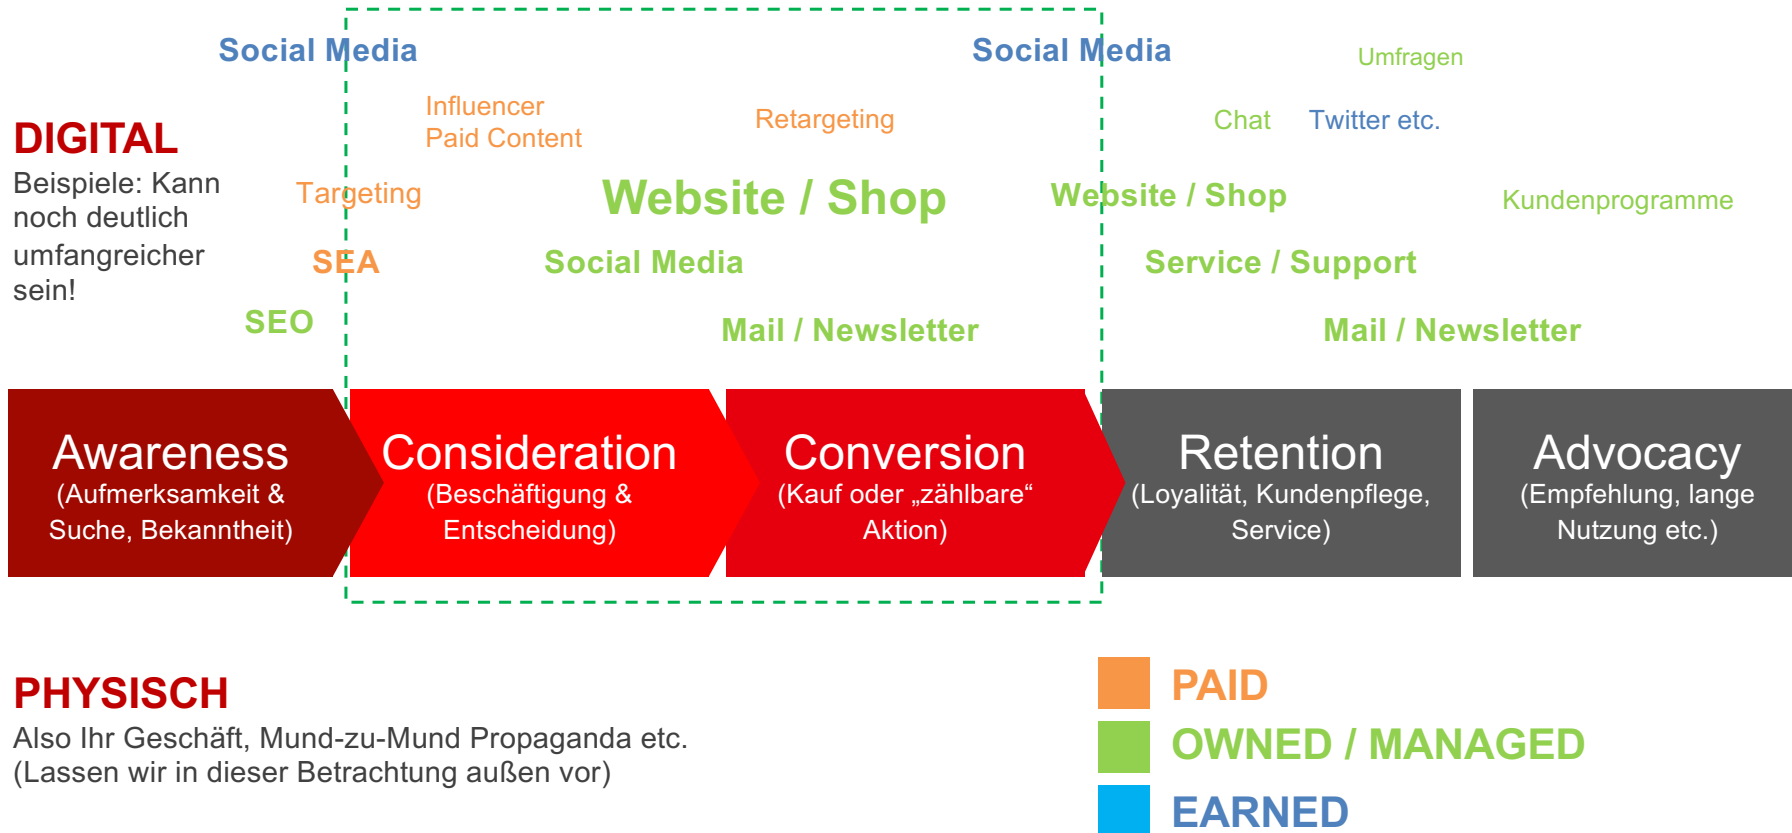 Social Media
Social Media
Umfragen
Influencer
Paid Content
Retargeting
Chat
Twitter etc.
DIGITAL
Beispiele: Kann
noch deutlich
umfangreicher
sein!
Targeting
Website / Shop
Website / Shop
Kundenprogramme
SEA
Social Media
Service / Support
SEO
Mail / Newsletter
Mail / Newsletter
Awareness
(Aufmerksamkeit &
Suche, Bekanntheit)
Consideration
(Beschäftigung &
Entscheidung)
Conversion
(Kauf oder „zählbare“
Aktion)
Retention
(Loyalität, Kundenpflege,
Service)
Advocacy
(Empfehlung, lange
Nutzung etc.)
PHYSISCH
Also Ihr Geschäft, Mund-zu-Mund Propaganda etc.
(Lassen wir in dieser Betrachtung außen vor)
PAID
OWNED / MANAGED
EARNED